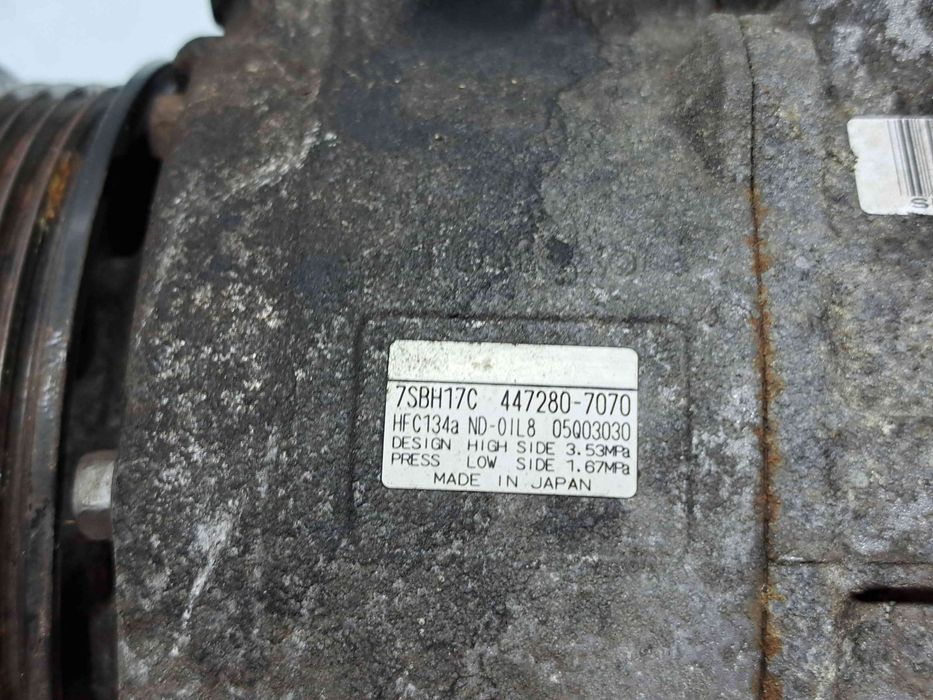 7SBH17C 447280-7070
HFC134a ND-OIL8 05Q03030
DESIGN HIGH SIDE 3.53MPa
PRESS LOW SIDE 1.67MPa
MADE IN JAPAN